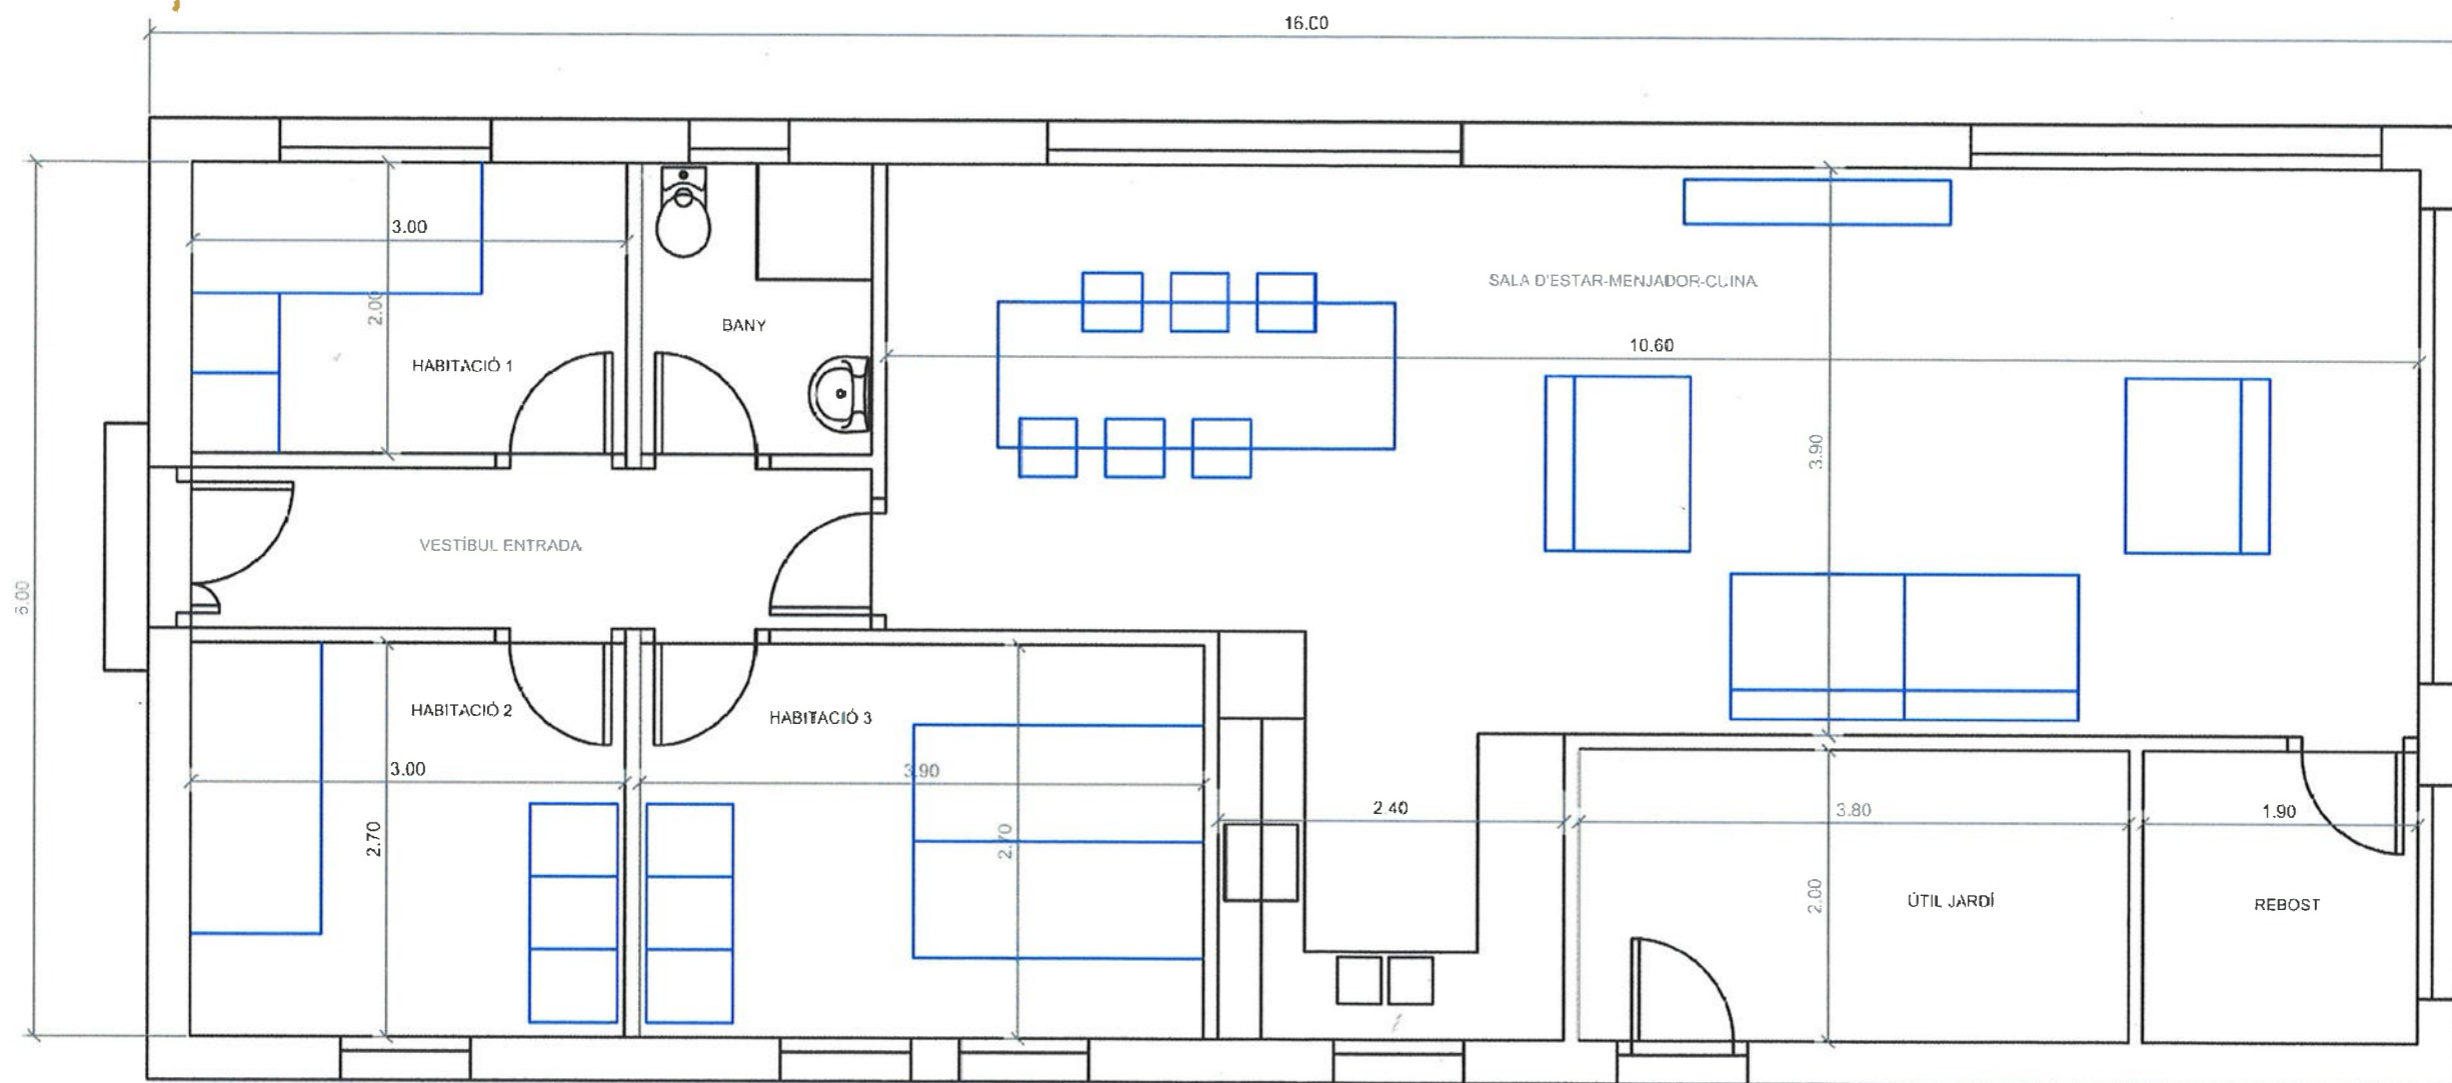 16.00
3.00
2.00
HABITACIÓ 1
BANY
SALA D'ESTAR-MENJADOR-CUINA
10.60
3.90
VESTÍBUL ENTRADA
6.00
HABITACIÓ 2
HABITACIÓ 3
3.00
3.90
2.70
2.70
2.40
3.80
1.90
2.00
ÚTIL JARDÍ
REBOST